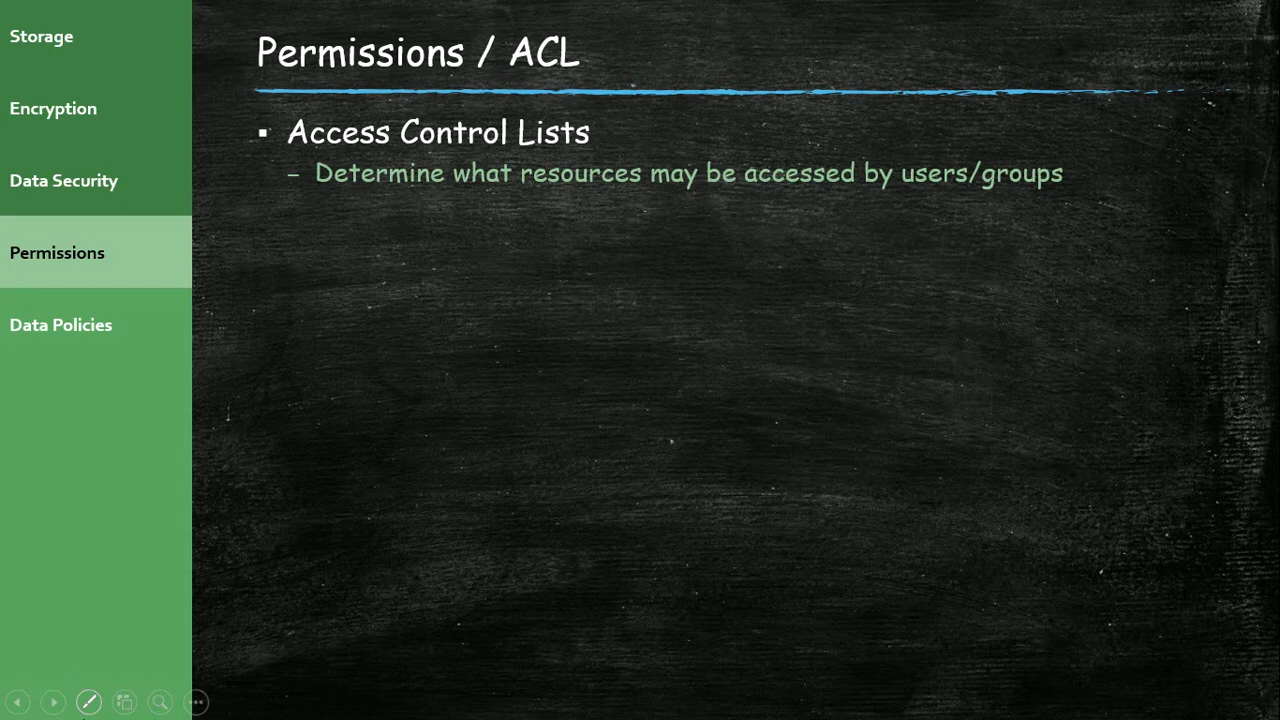 Storage
Encryption
Data Security
Permissions
Data Policies
Permissions / ACL
▪ Access Control Lists
– Determine what resources may be accessed by users/groups